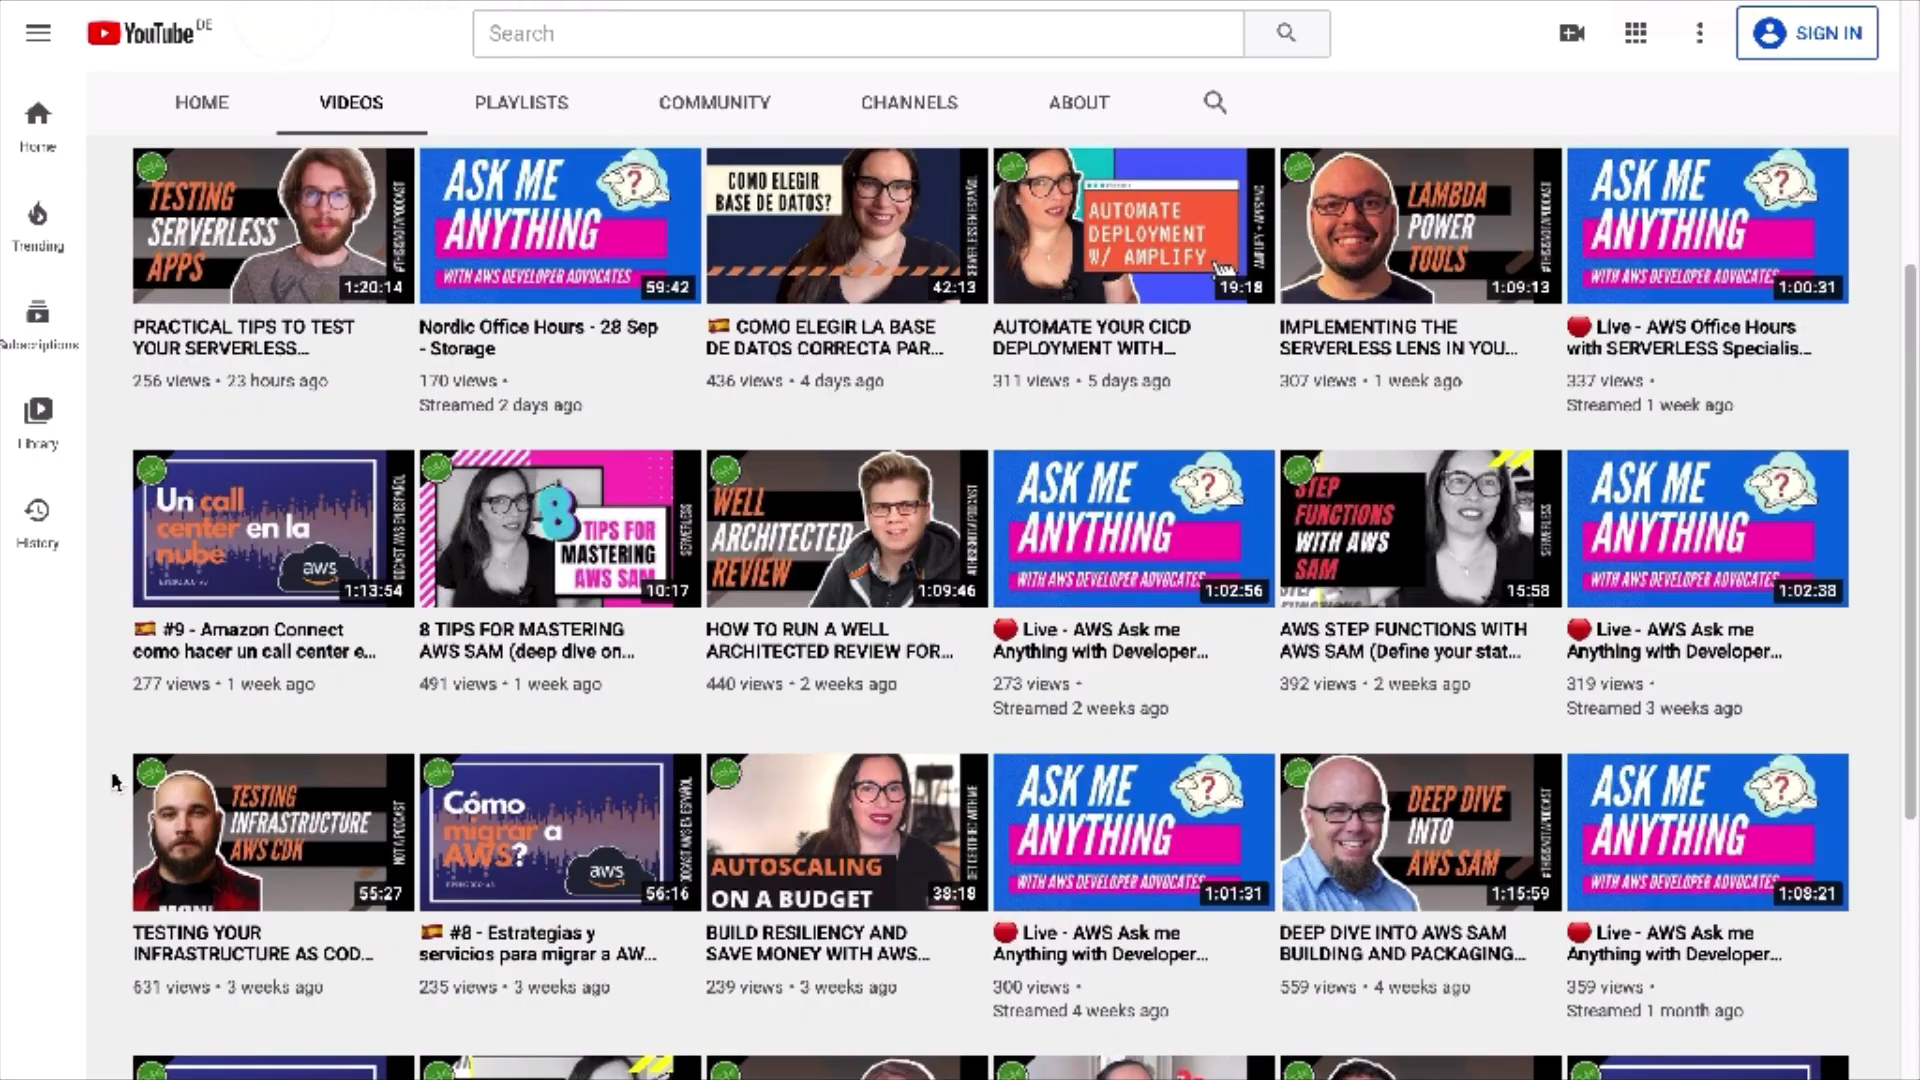 YouTube DE
Search
SIGN IN
HOME
VIDEOS
PLAYLISTS
COMMUNITY
CHANNELS
ABOUT
Home
Trending
Subscriptions
Library
History
TESTING
SERVERLESS
APPS
1:20:14
PRACTICAL TIPS TO TEST
YOUR SERVERLESS...
256 views • 23 hours ago
ASK ME
ANYTHING
WITH AWS DEVELOPER ADVOCATES
59:42
Nordic Office Hours - 28 Sep
- Storage
170 views •
Streamed 2 days ago
COMO ELEGIR
BASE DE DATOS?
SERVERLESS EN ESPAÑOL
42:13
COMO ELEGIR LA BASE
DE DATOS CORRECTA PAR...
436 views • 4 days ago
AUTOMATE
DEPLOYMENT
W/ AMPLIFY
19:18
AUTOMATE YOUR CICD
DEPLOYMENT WITH...
311 views • 5 days ago
LAMBDA
POWER
TOOLS
1:09:13
IMPLEMENTING THE
SERVERLESS LENS IN YOU...
307 views • 1 week ago
ASK ME
ANYTHING
WITH AWS DEVELOPER ADVOCATES
1:00:31
Live - AWS Office Hours
with SERVERLESS Specialis...
337 views •
Streamed 1 week ago
Un call
center en la
nube
aws
1:13:54
#9 - Amazon Connect
como hacer un call center e...
277 views • 1 week ago
8
TIPS FOR
MASTERING
AWS SAM
SERVERLESS
10:17
8 TIPS FOR MASTERING
AWS SAM (deep dive on...
491 views • 1 week ago
WELL
ARCHITECTED
REVIEW
1:09:46
HOW TO RUN A WELL
ARCHITECTED REVIEW FOR...
440 views • 2 weeks ago
ASK ME
ANYTHING
WITH AWS DEVELOPER ADVOCATES
1:02:56
Live - AWS Ask me
Anything with Developer...
273 views •
Streamed 2 weeks ago
STEP
FUNCTIONS
WITH AWS
SAM
SERVERLESS
15:58
AWS STEP FUNCTIONS WITH
AWS SAM (Define your stat...
392 views • 2 weeks ago
ASK ME
ANYTHING
WITH AWS DEVELOPER ADVOCATES
1:02:38
Live - AWS Ask me
Anything with Developer...
319 views •
Streamed 3 weeks ago
TESTING
INFRASTRUCTURE
AWS CDK
55:27
TESTING YOUR
INFRASTRUCTURE AS COD...
631 views • 3 weeks ago
Cómo
migrar a
AWS?
aws
56:16
#8 - Estrategias y
servicios para migrar a AW...
235 views • 3 weeks ago
AUTOSCALING
ON A BUDGET
38:18
BUILD RESILIENCY AND
SAVE MONEY WITH AWS...
239 views • 3 weeks ago
ASK ME
ANYTHING
WITH AWS DEVELOPER ADVOCATES
1:01:31
Live - AWS Ask me
Anything with Developer...
300 views •
Streamed 4 weeks ago
DEEP DIVE
INTO
AWS SAM
1:15:59
DEEP DIVE INTO AWS SAM
BUILDING AND PACKAGING...
559 views • 4 weeks ago
ASK ME
ANYTHING
WITH AWS DEVELOPER ADVOCATES
1:08:21
Live - AWS Ask me
Anything with Developer...
359 views •
Streamed 1 month ago